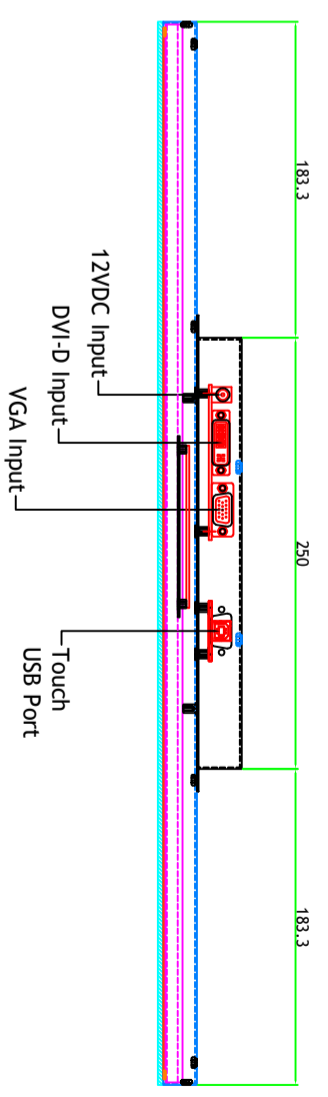 183.3
250
183.3
12VDC Input
DVI-D Input
VGA Input
Touch
USB Port